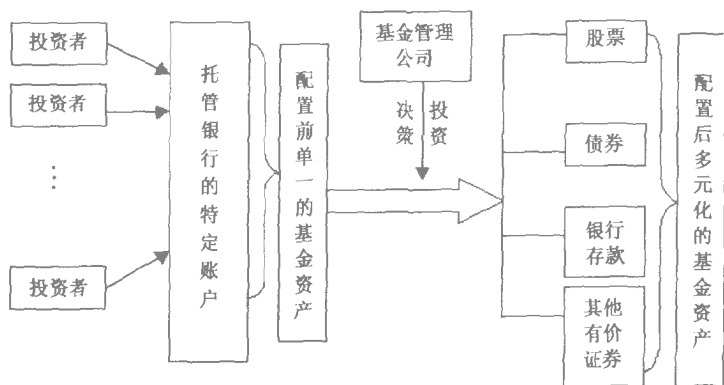 投资者
投资者
⋮
投资者
托管银行的特定账户
配置前单一的基金资产
基金管理
公司
决策
投资
股票
债券
银行
存款
其他
有价
证券
配置后多元化的基金资产